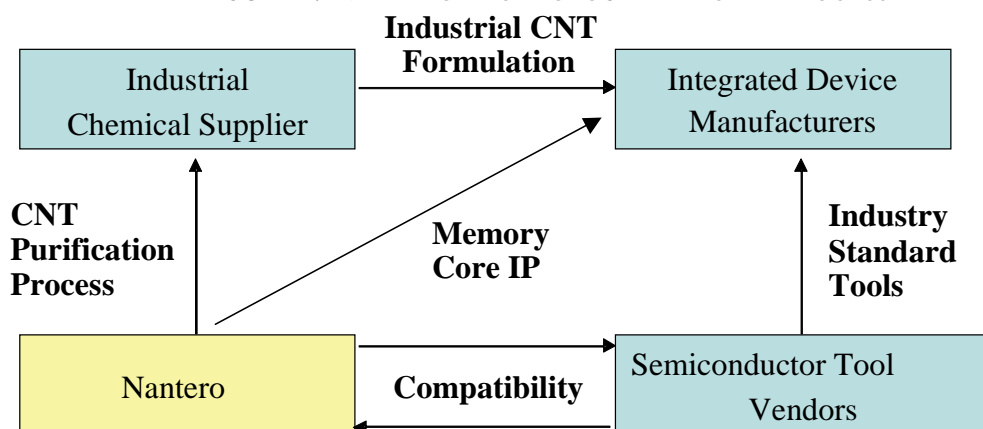 Industrial CNT
Formulation
Industrial
Chemical Supplier
Integrated Device
Manufacturers
CNT
Purification
Process
Memory
Core IP
Industry
Standard
Tools
Nantero
Compatibility
Semiconductor Tool
Vendors